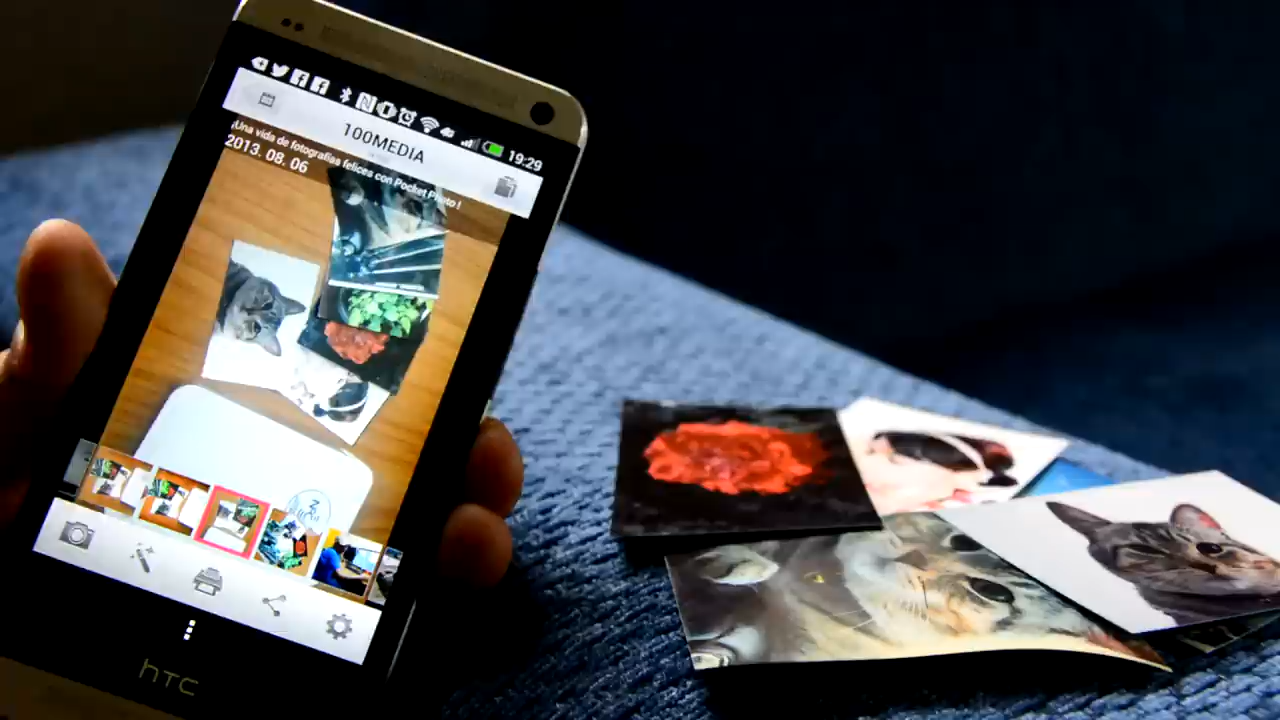 19:29
100MEDIA
¡Una vida de fotografías felices con Pocket Photo !
2013. 08. 06
hTC